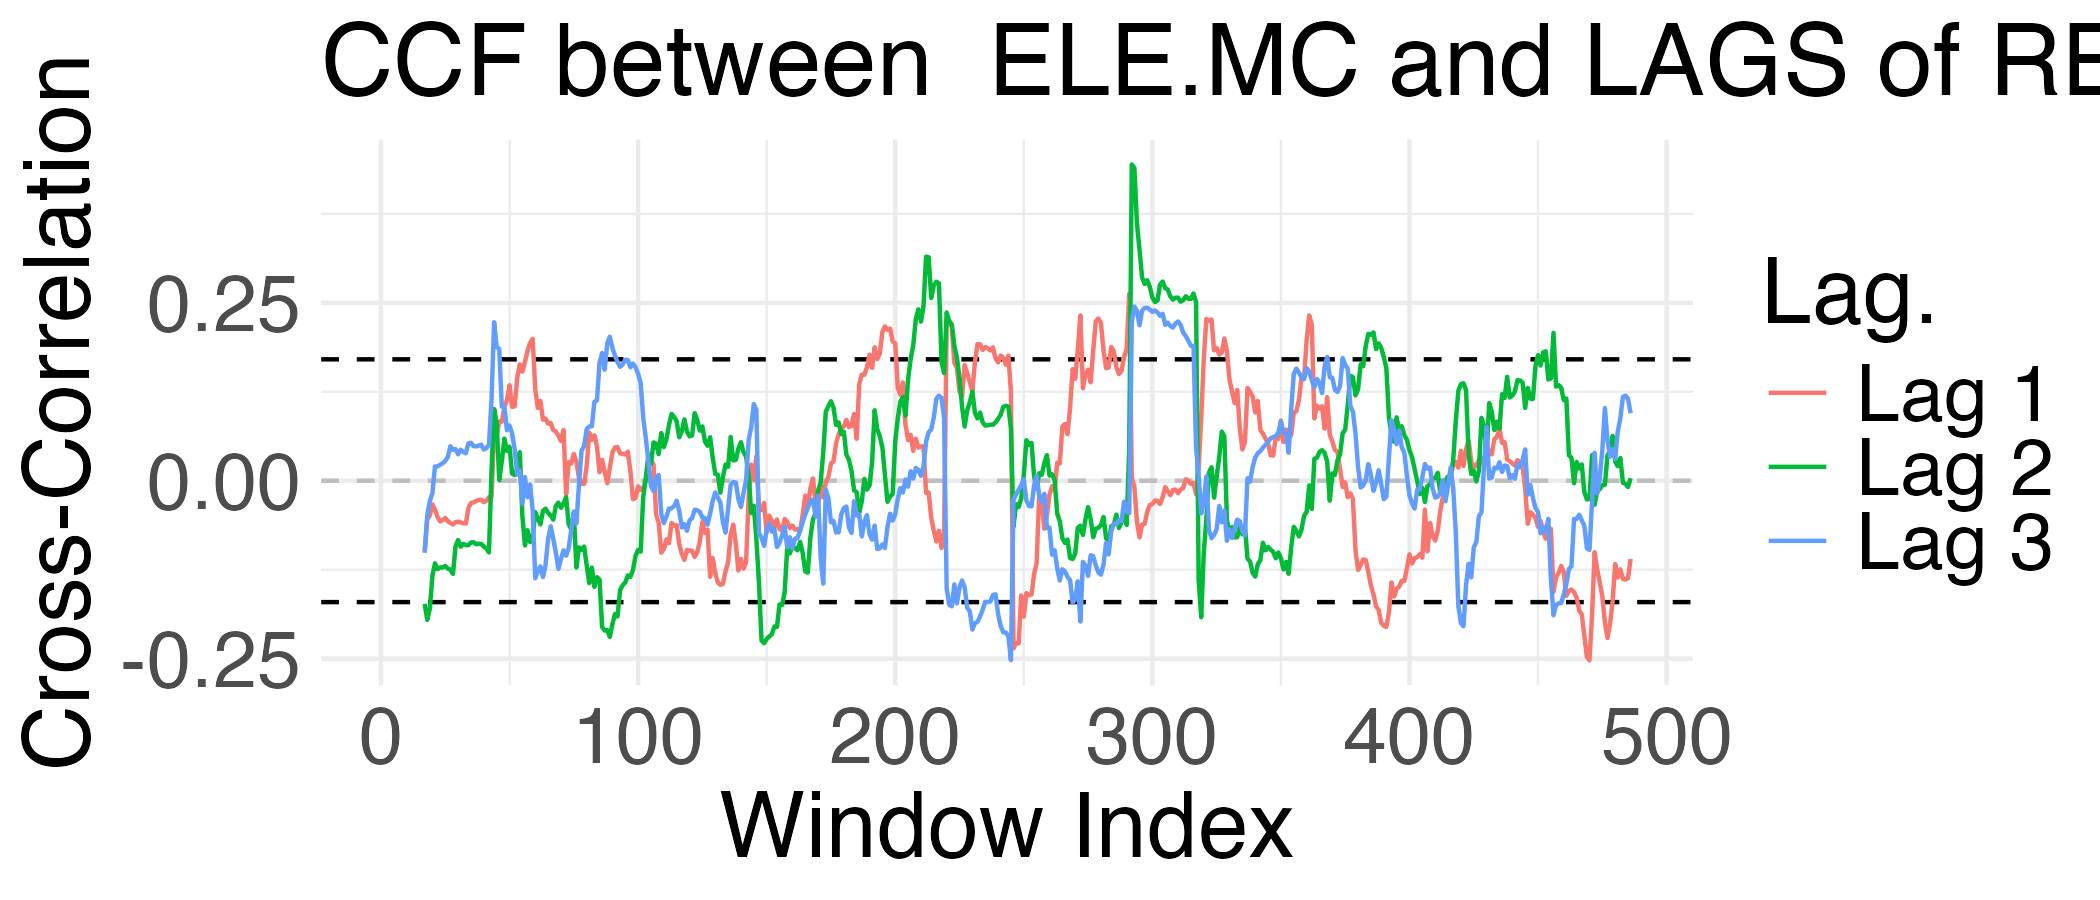 CCF between ELE.MC and LAGS of RE
Cross-Correlation
0.25
0.00
-0.25
0
100
200
300
400
500
Window Index
Lag.
Lag 1
Lag 2
Lag 3